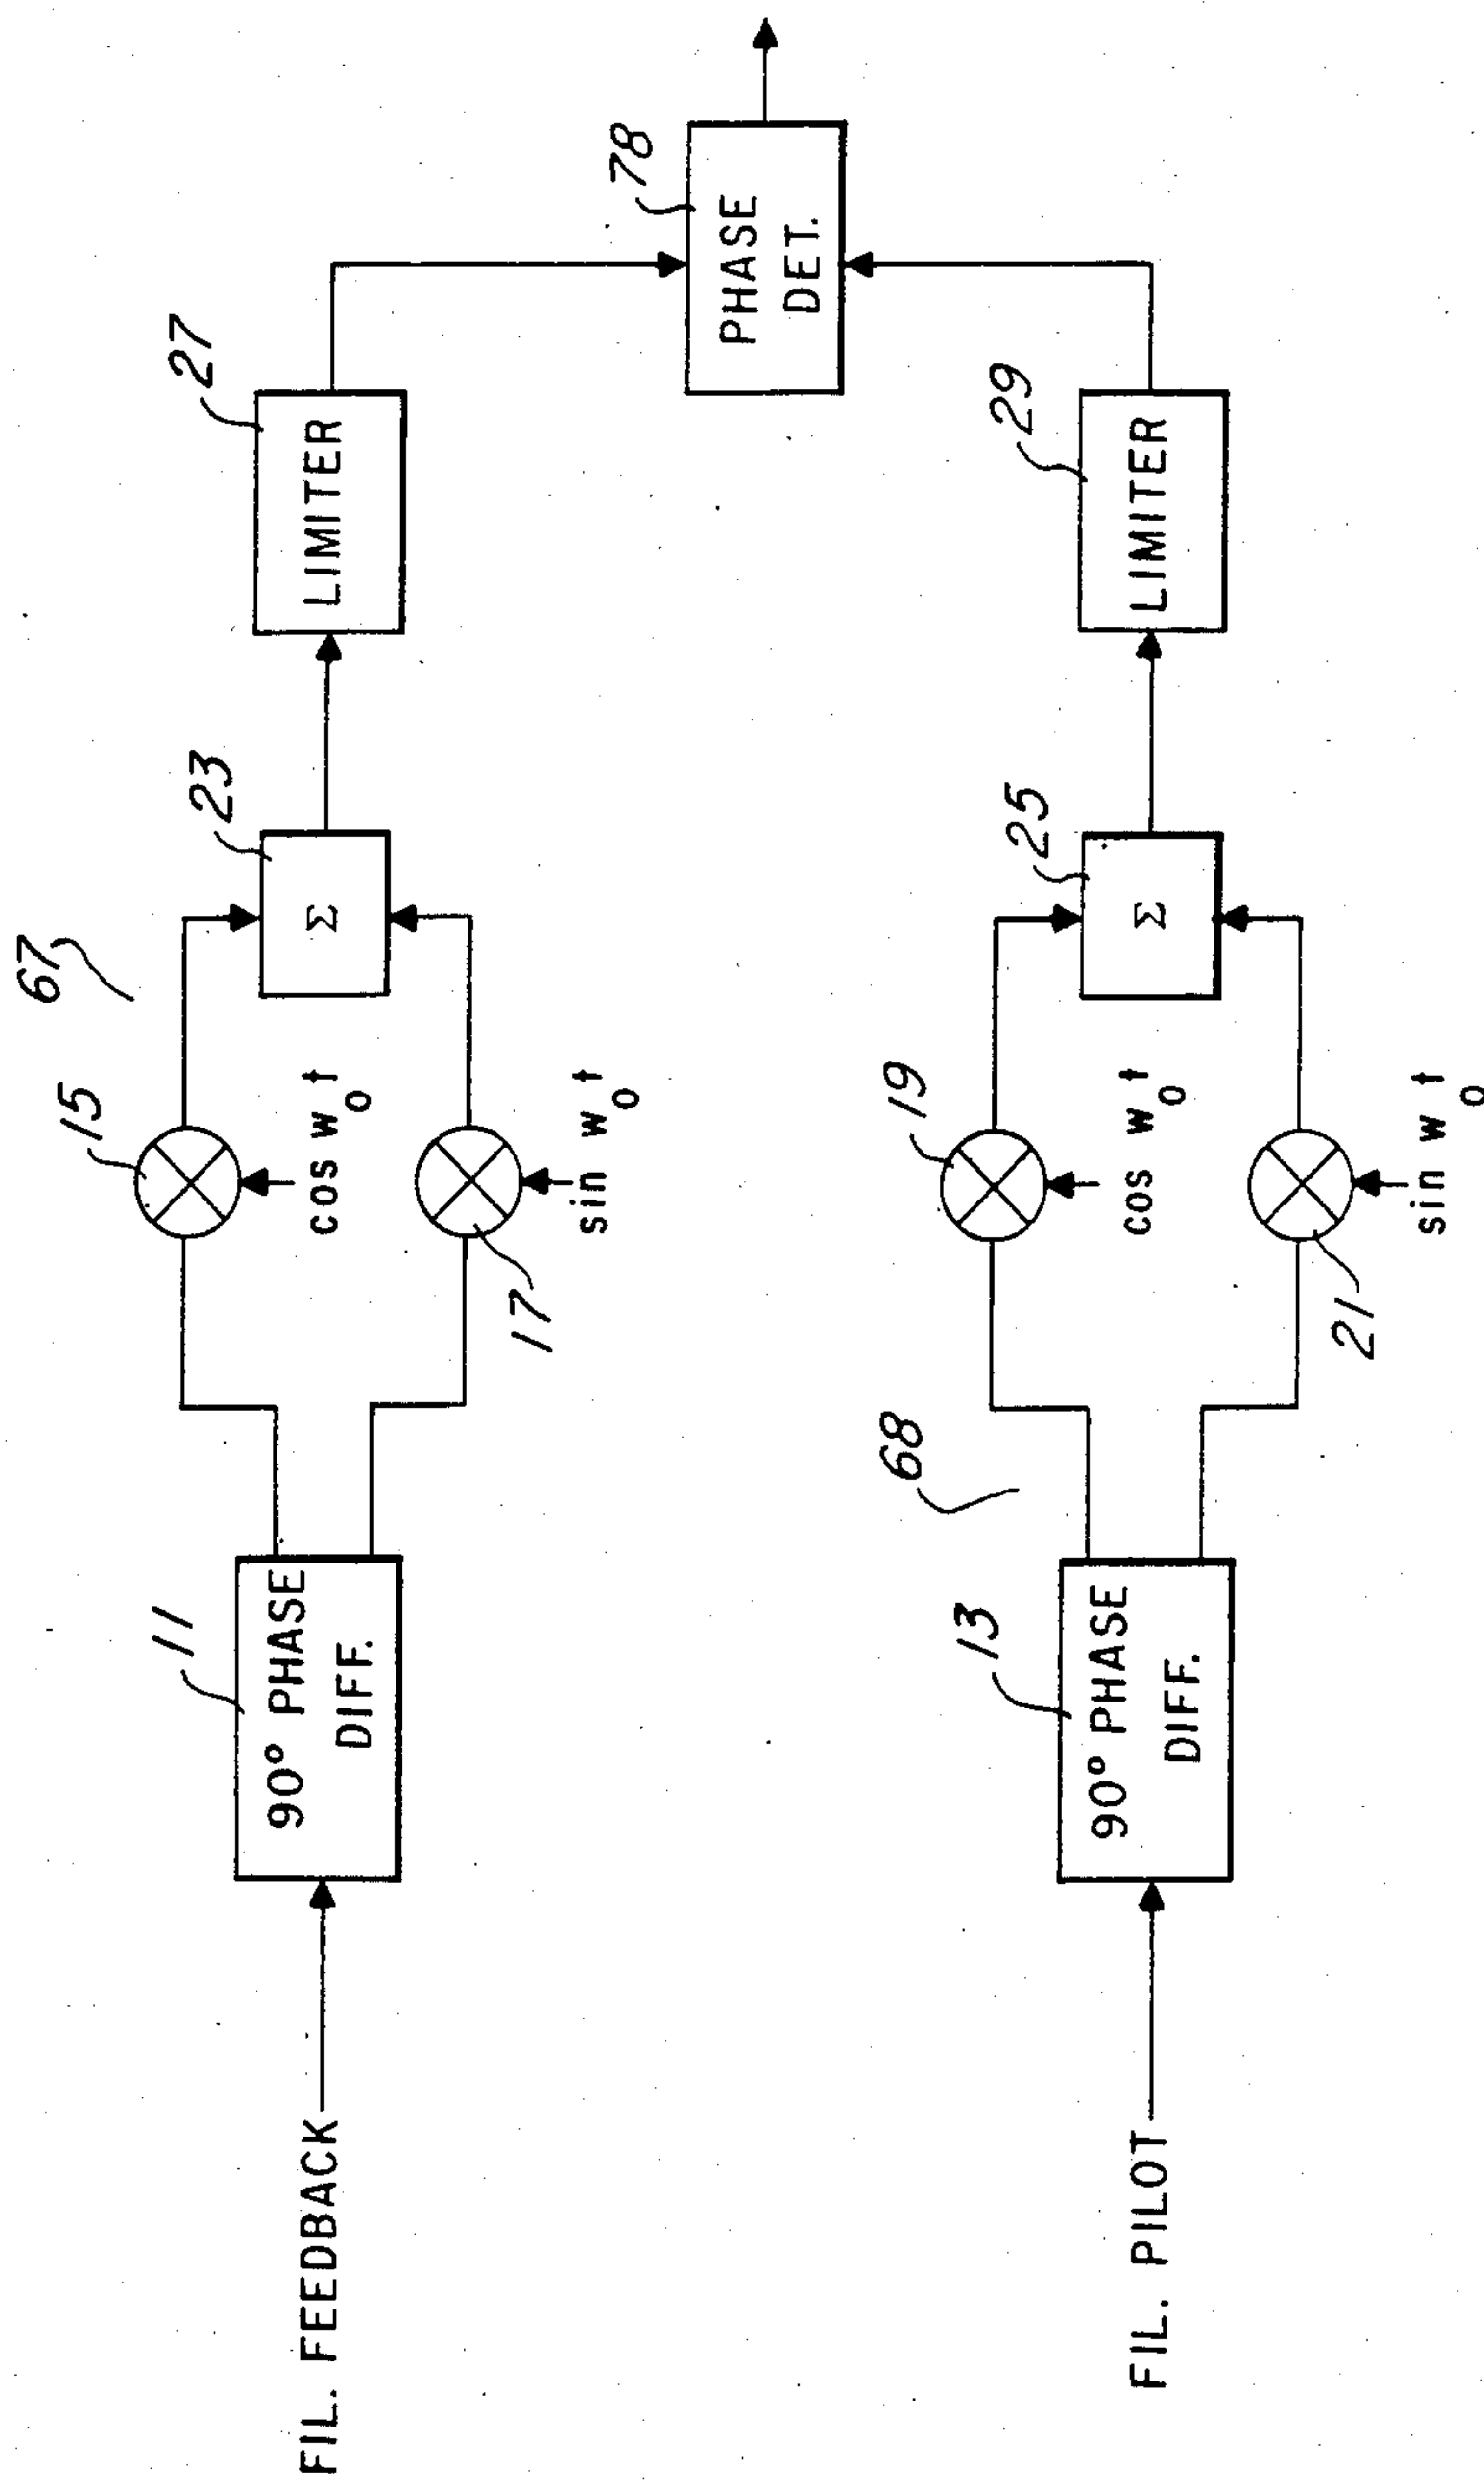 FIL. FEEDBACK
11
90° PHASE
DIFF.
15
cos w₀t
17
sin w₀t
67
23
Σ
27
LIMITER
78
PHASE
DET.
FIL. PILOT
13
90° PHASE
DIFF.
68
19
cos w₀t
21
sin w₀t
25
Σ
29
LIMITER